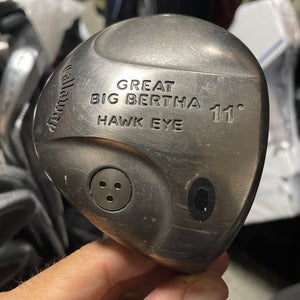 Callaway
GREAT
BIG BERTHA
11°
HAWK EYE